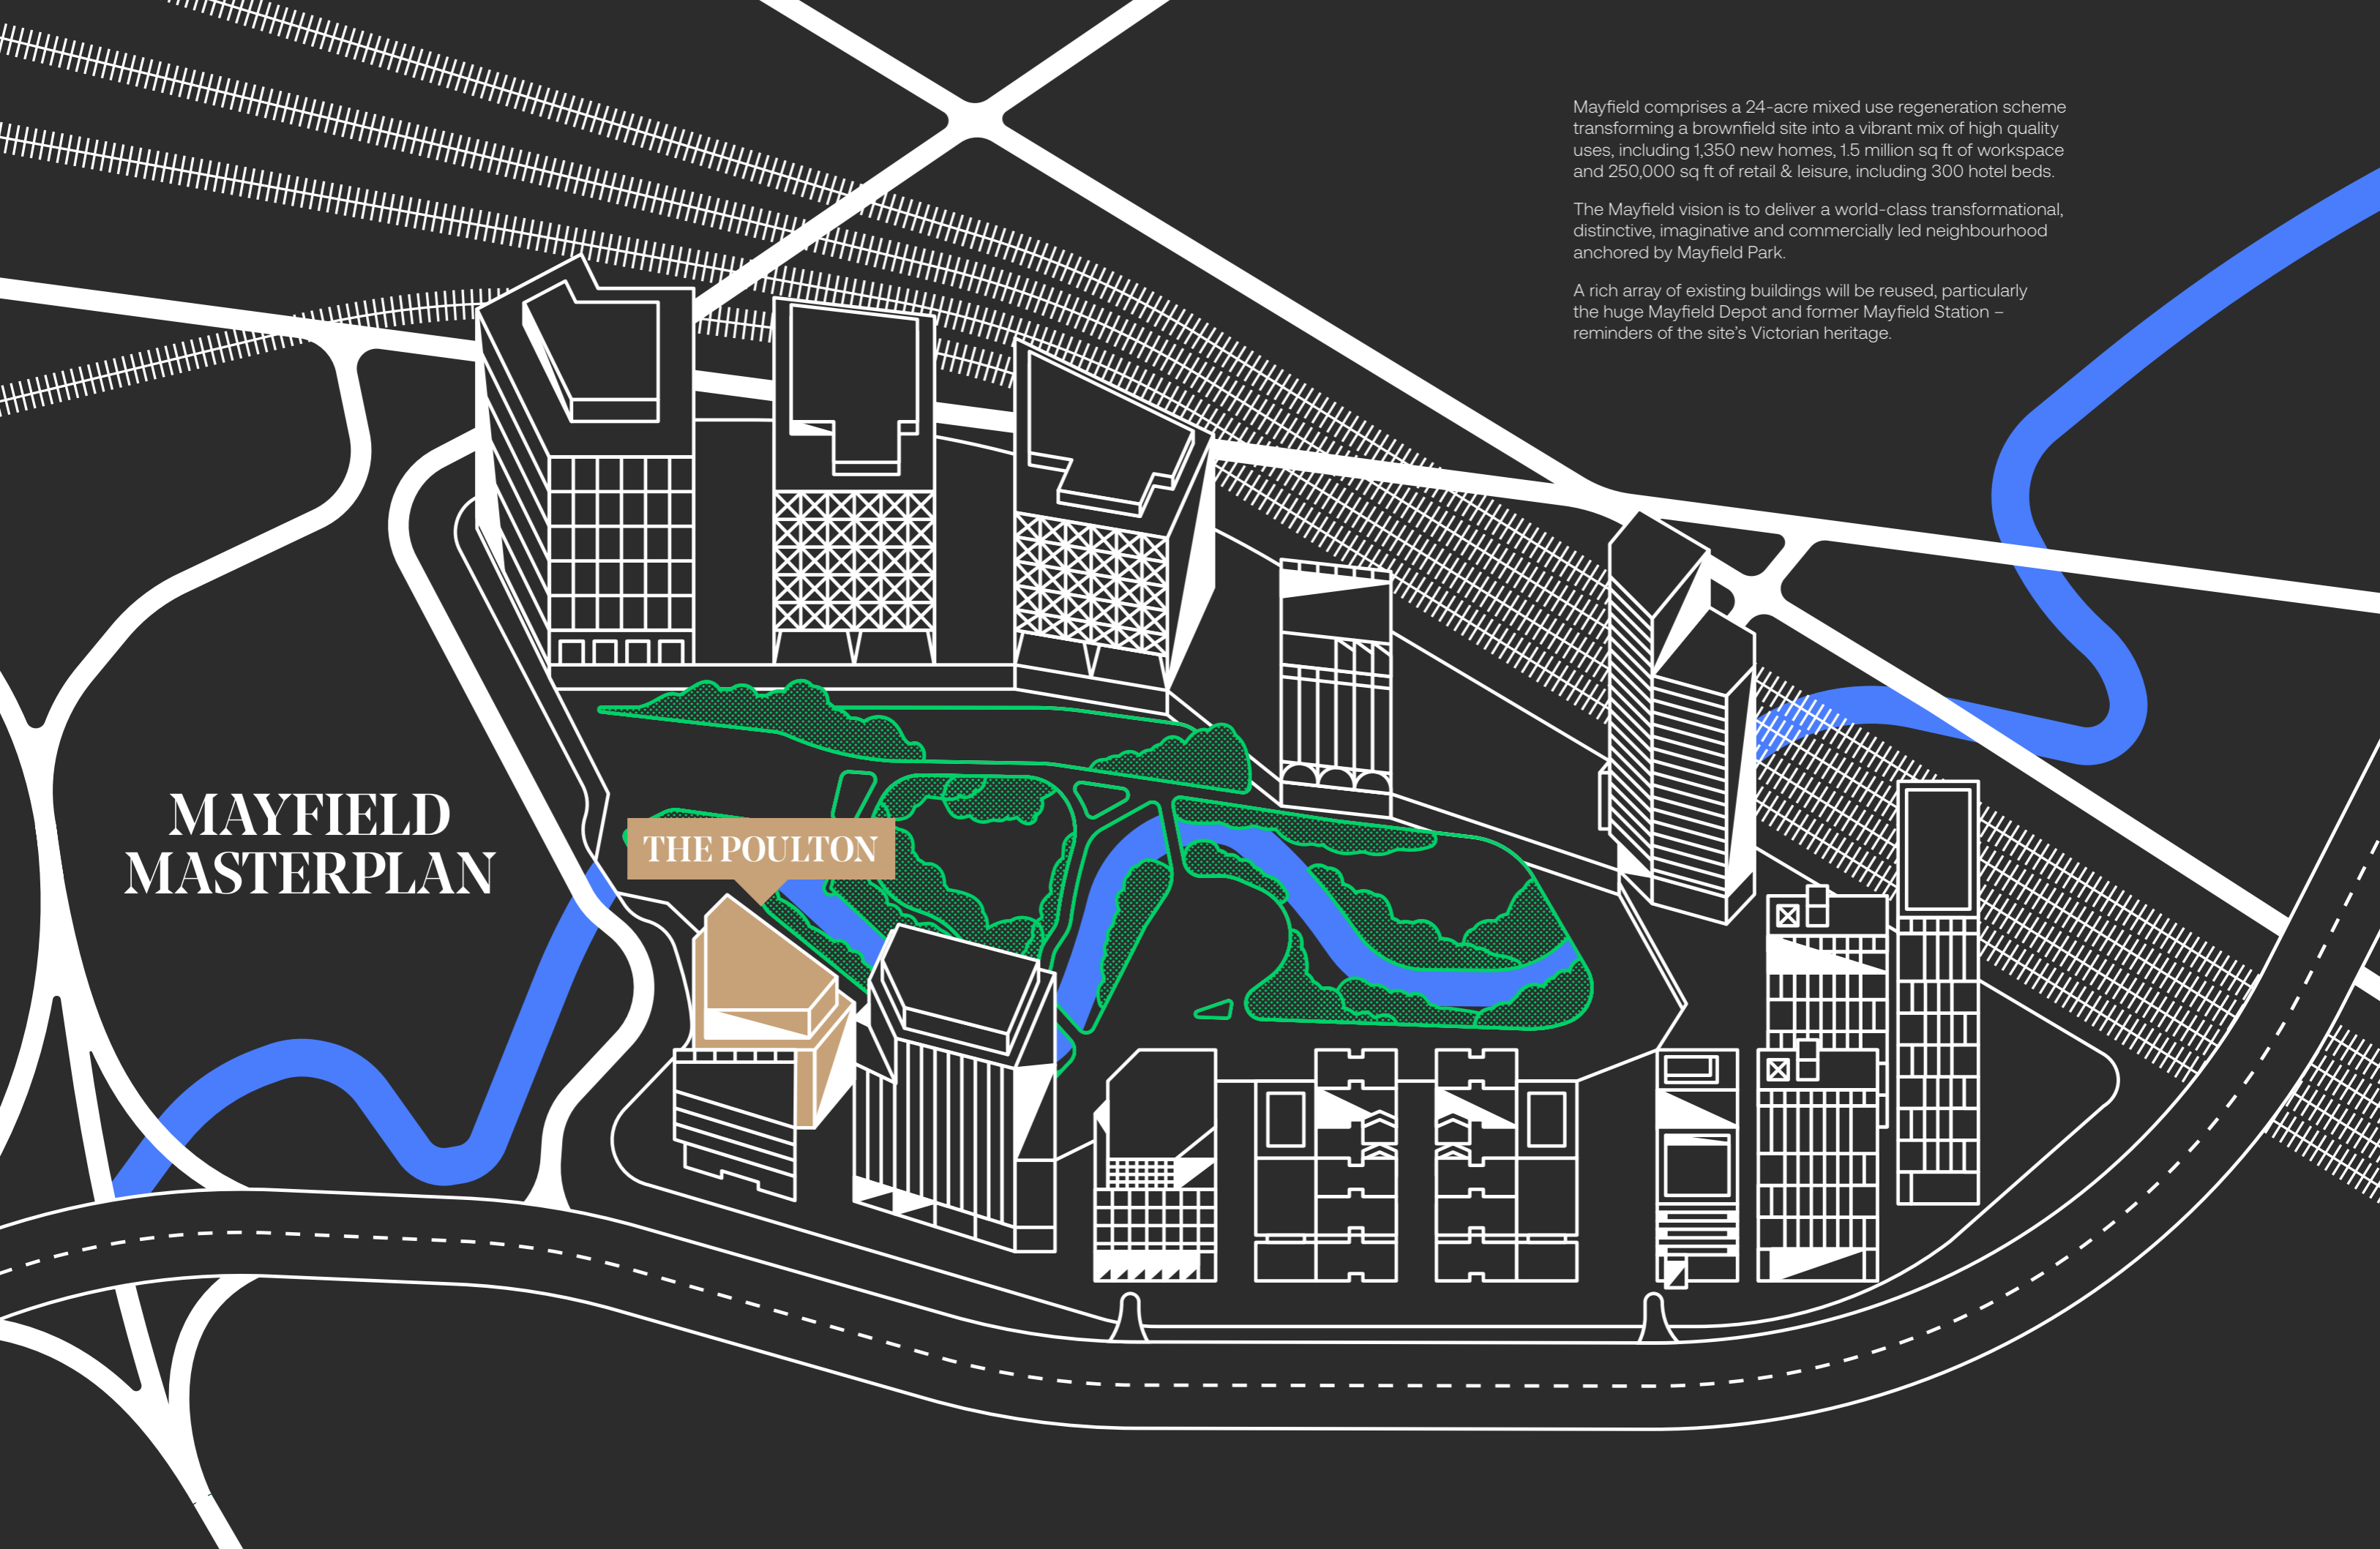 Mayfield comprises a 24-acre mixed use regeneration scheme
transforming a brownfield site into a vibrant mix of high quality
uses, including 1,350 new homes, 1.5 million sq ft of workspace
and 250,000 sq ft of retail & leisure, including 300 hotel beds.
The Mayfield vision is to deliver a world-class transformational,
distinctive, imaginative and commercially led neighbourhood
anchored by Mayfield Park.
A rich array of existing buildings will be reused, particularly
the huge Mayfield Depot and former Mayfield Station –
reminders of the site’s Victorian heritage.
MAYFIELD
MASTERPLAN
THE POULTON